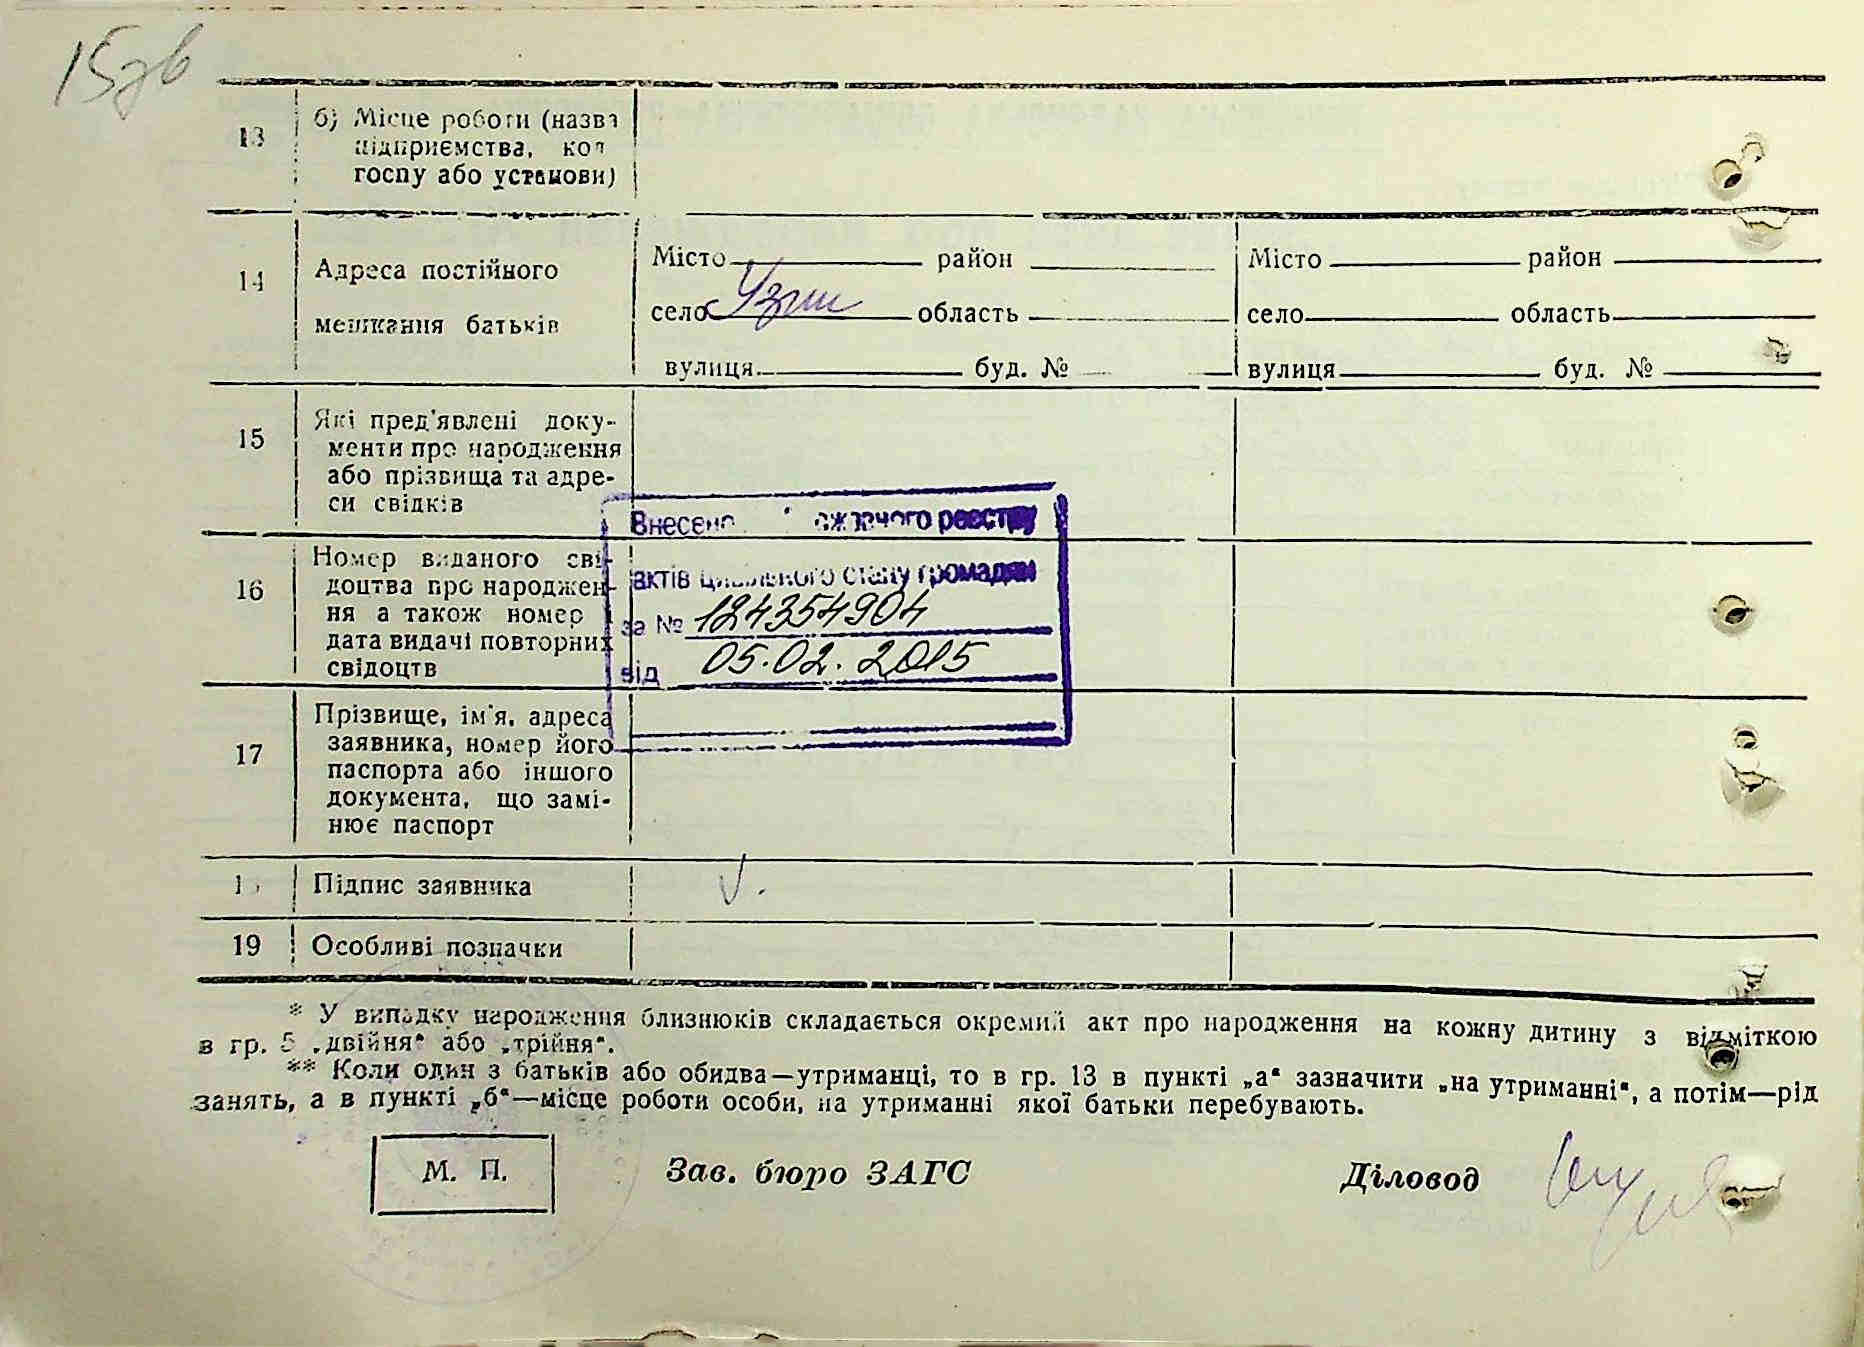 15зв
13
б) Місце роботи (назва
підприємства, кол
госпу або установи)
14
Адреса постійного
мешкання батьків
Місто район
село Узин область
вулиця буд. №
Місто район
село область
вулиця буд. №
15
Які пред'явлені доку-
менти про народження
або прізвища та адре-
си свідків
16
Номер виданого сві-
доцтва про народжен-
ня а також номер і
дата видачі повторних
свідоцтв
Внесено реєстру
актів цивільного стану громадян
за № 124354904
від 05.02.2015
17
Прізвище, ім'я, адреса
заявника, номер його
паспорта або іншого
документа, що замі-
нює паспорт
Підпис заявника
19
Особливі позначки
* У випадку народження близнюків складається окремий акт про народження на кожну дитину з відміткою
в гр. 5 „двійня“ або „трійня“.
** Коли один з батьків або обидва—утриманці, то в гр. 13 в пункті „а“ зазначити „на утриманні“, а потім—рід
занять, а в пункті „б“—місце роботи особи, на утриманні якої батьки перебувають.
М. П.
Зав. бюро ЗАГС
Діловод